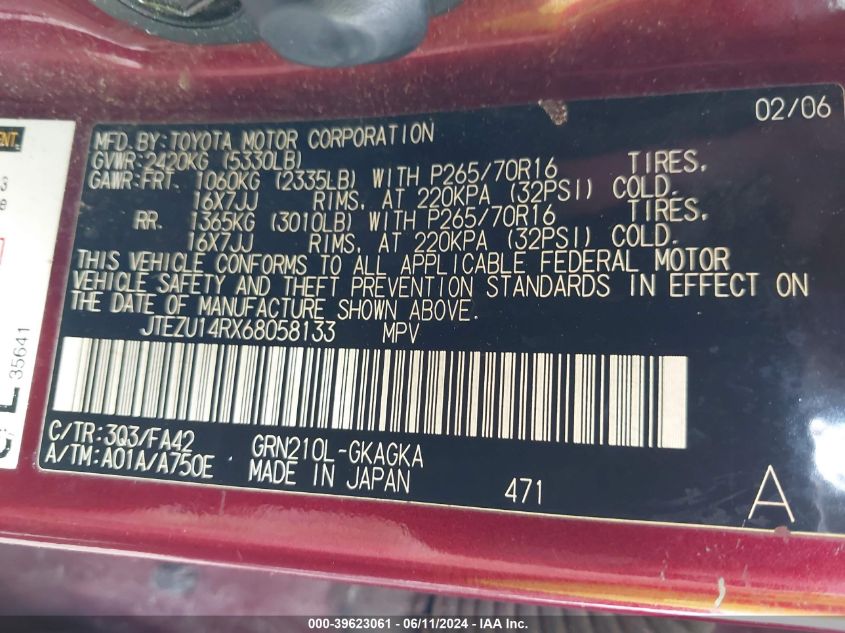 02/06
MFD. BY: TOYOTA MOTOR CORPORATION
GVWR: 2420KG (5330LB)
GAWR: FRT. 1060KG (2335LB) WITH P265/70R16 TIRES,
16X7JJ RIMS, AT 220KPA (32PSI) COLD.
RR. 1365KG (3010LB) WITH P265/70R16 TIRES,
16X7JJ RIMS, AT 220KPA (32PSI) COLD.
THIS VEHICLE CONFORMS TO ALL APPLICABLE FEDERAL MOTOR
VEHICLE SAFETY AND THEFT PREVENTION STANDARDS IN EFFECT ON
THE DATE OF MANUFACTURE SHOWN ABOVE.
JTEZU14RX68058133 MPV
C/TR: 3Q3/FA42 GRN210L-GKAGKA
A/TM: A01A/A750E MADE IN JAPAN 471 A
35641
000-39623061 - 06/11/2024 - IAA Inc.